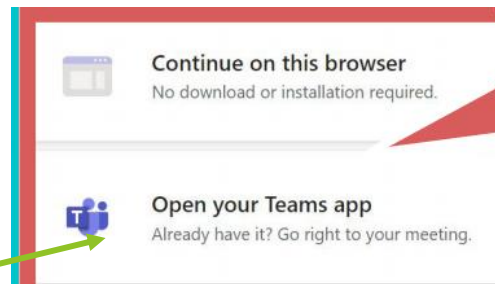 Continue on this browser
No download or installation required.
T
Open your Teams app
Already have it? Go right to your meeting.